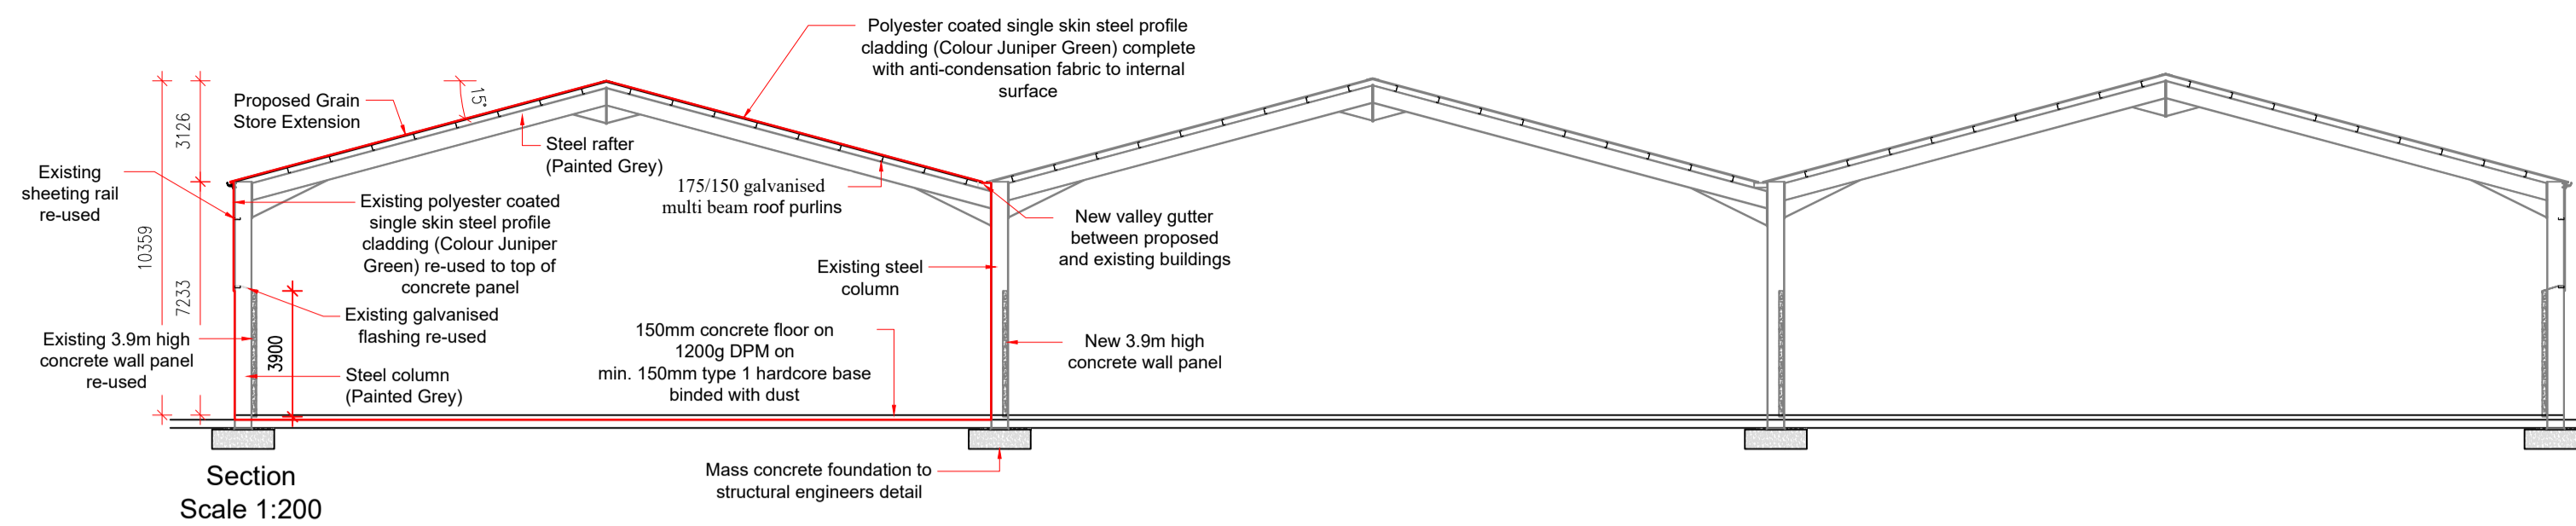 Polyester coated single skin steel profile
cladding (Colour Juniper Green) complete
with anti-condensation fabric to internal
surface
Proposed Grain
Store Extension
15°
3126
Steel rafter
(Painted Grey)
Existing
sheeting rail
re-used
175/150 galvanised
multi beam roof purlins
Existing polyester coated
single skin steel profile
cladding (Colour Juniper
Green) re-used to top of
concrete panel
New valley gutter
between proposed
and existing buildings
10359
7233
Existing steel
column
Existing galvanised
flashing re-used
Existing 3.9m high
concrete wall panel
re-used
3900
150mm concrete floor on
1200g DPM on
min. 150mm type 1 hardcore base
binded with dust
New 3.9m high
concrete wall panel
Steel column
(Painted Grey)
Mass concrete foundation to
structural engineers detail
Section
Scale 1:200